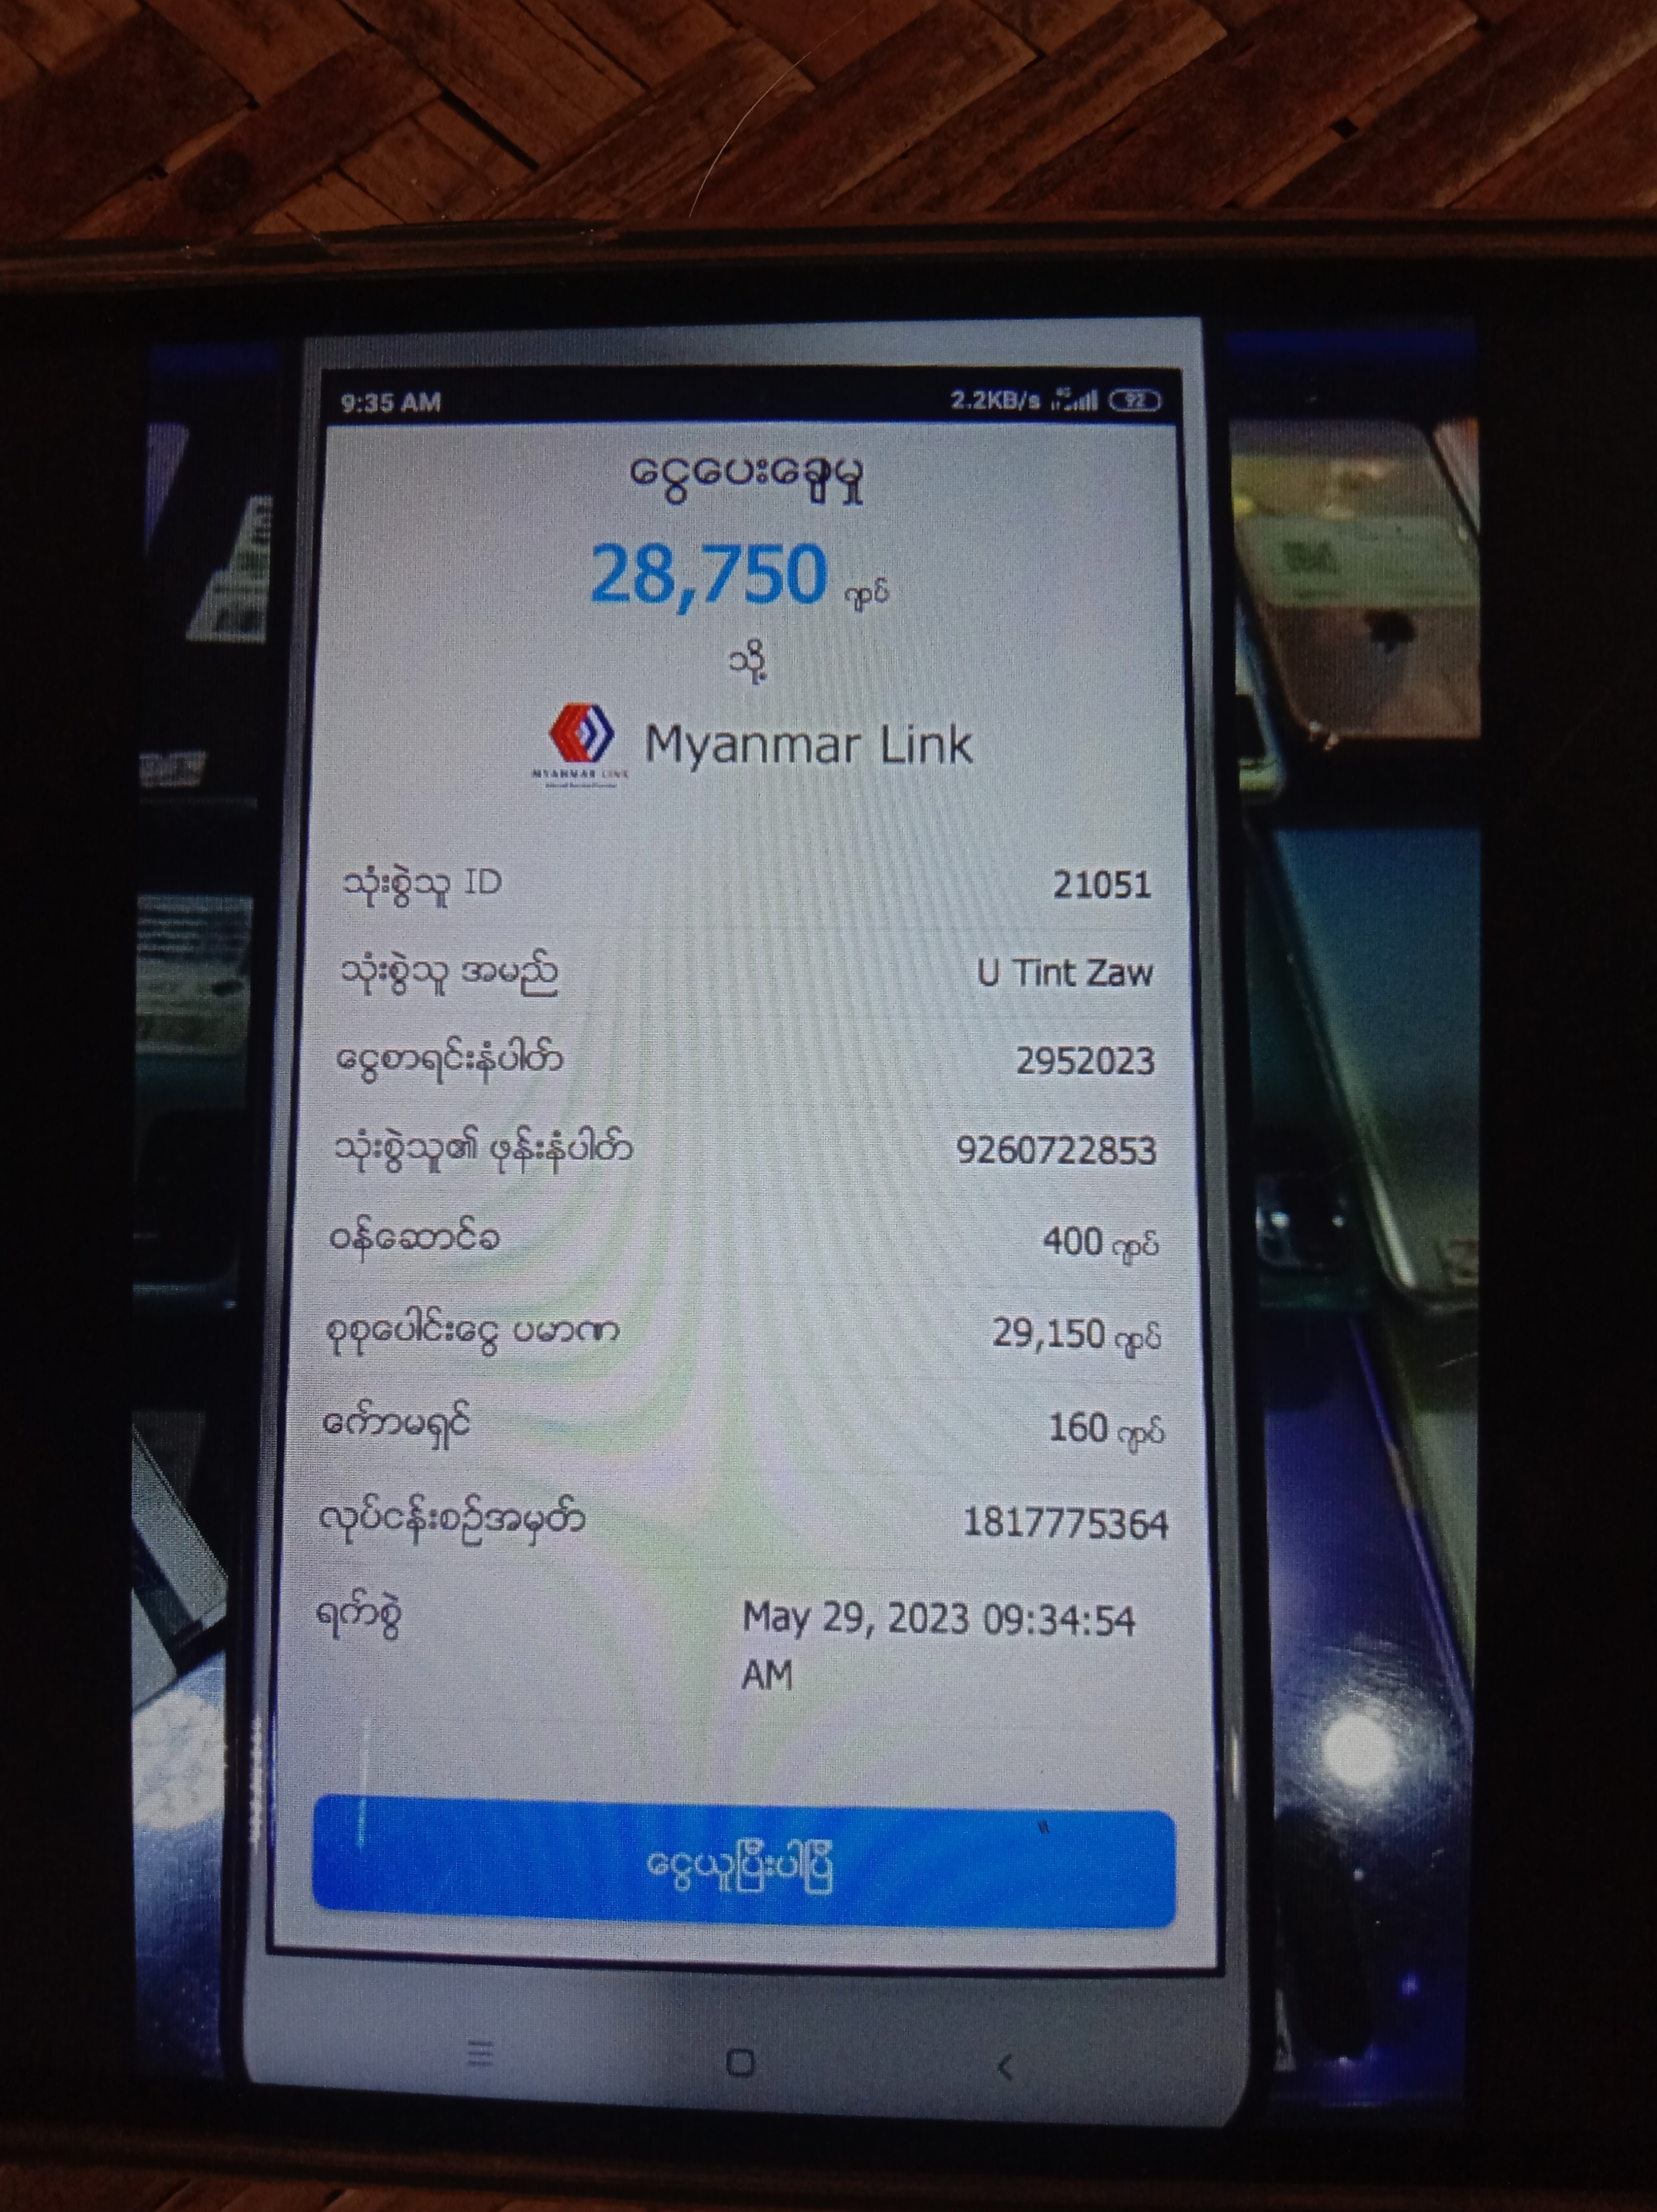 9:35 AM 2.2KB/s 92
ငွေပေးချေမှု
28,750 ကျပ်
သို့
MYANMAR LINK
Myanmar Link
သုံးစွဲသူ ID 21051
သုံးစွဲသူ အမည် U Tint Zaw
ငွေစာရင်းနံပါတ် 2952023
သုံးစွဲသူ၏ ဖုန်းနံပါတ် 9260722853
ဝန်ဆောင်ခ 400 ကျပ်
စုစုပေါင်းငွေ ပမာဏ 29,150 ကျပ်
ကော်မရှင် 160 ကျပ်
လုပ်ငန်းစဉ်အမှတ် 1817775364
ရက်စွဲ May 29, 2023 09:34:54
AM
ငွေယူပြီးပါပြီ